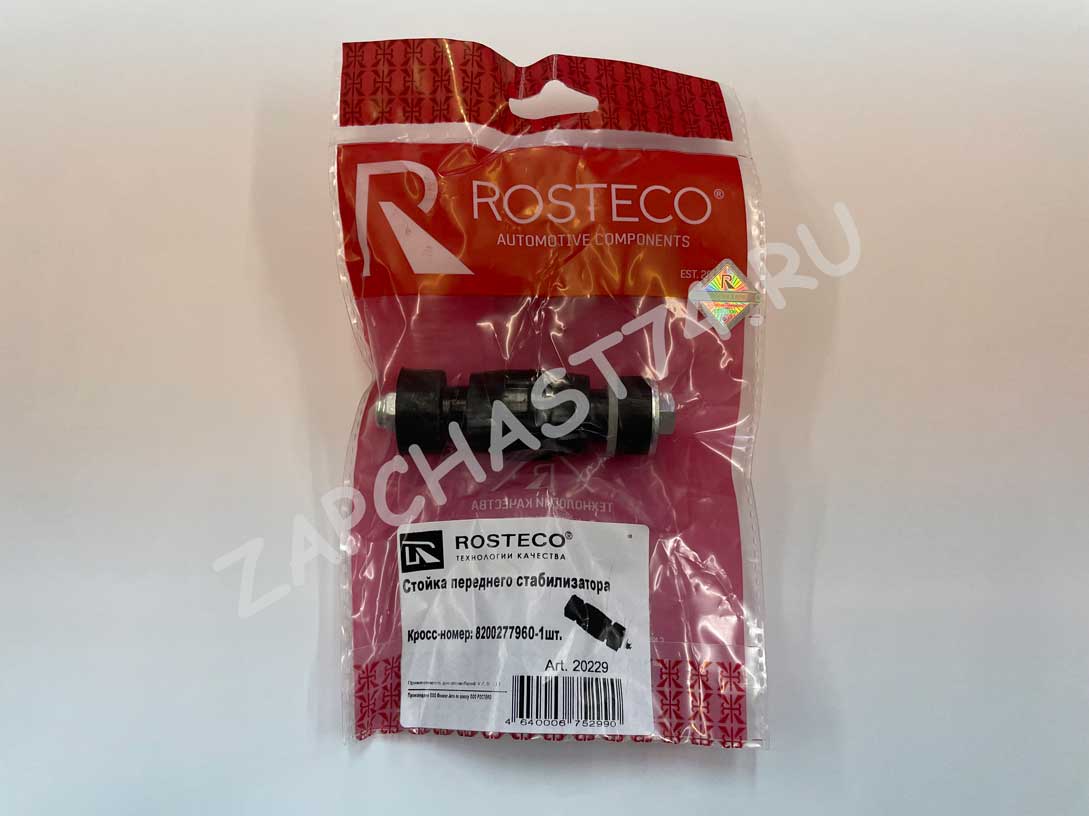 ROSTECO®
AUTOMOTIVE COMPONENTS
EST.
ZAPCHAST74.RU
ТЕХНОЛОГИИ КАЧЕСТВА
ROSTECO®
ТЕХНОЛОГИИ КАЧЕСТВА
Стойка переднего стабилизатора
Кросс-номер: 8200277960-1шт.
Art. 20229
4 640006 752990